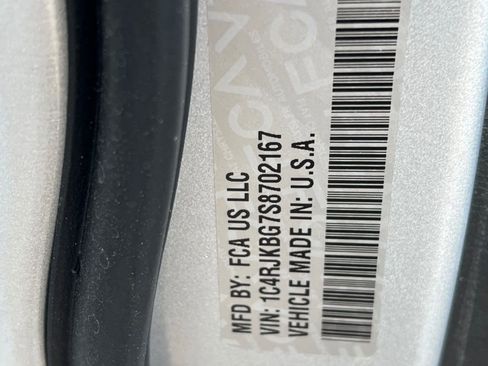 MFD BY: FCA US LLC
VIN: 1C4RJKBG7S8702167
VEHICLE MADE IN: U.S.A.